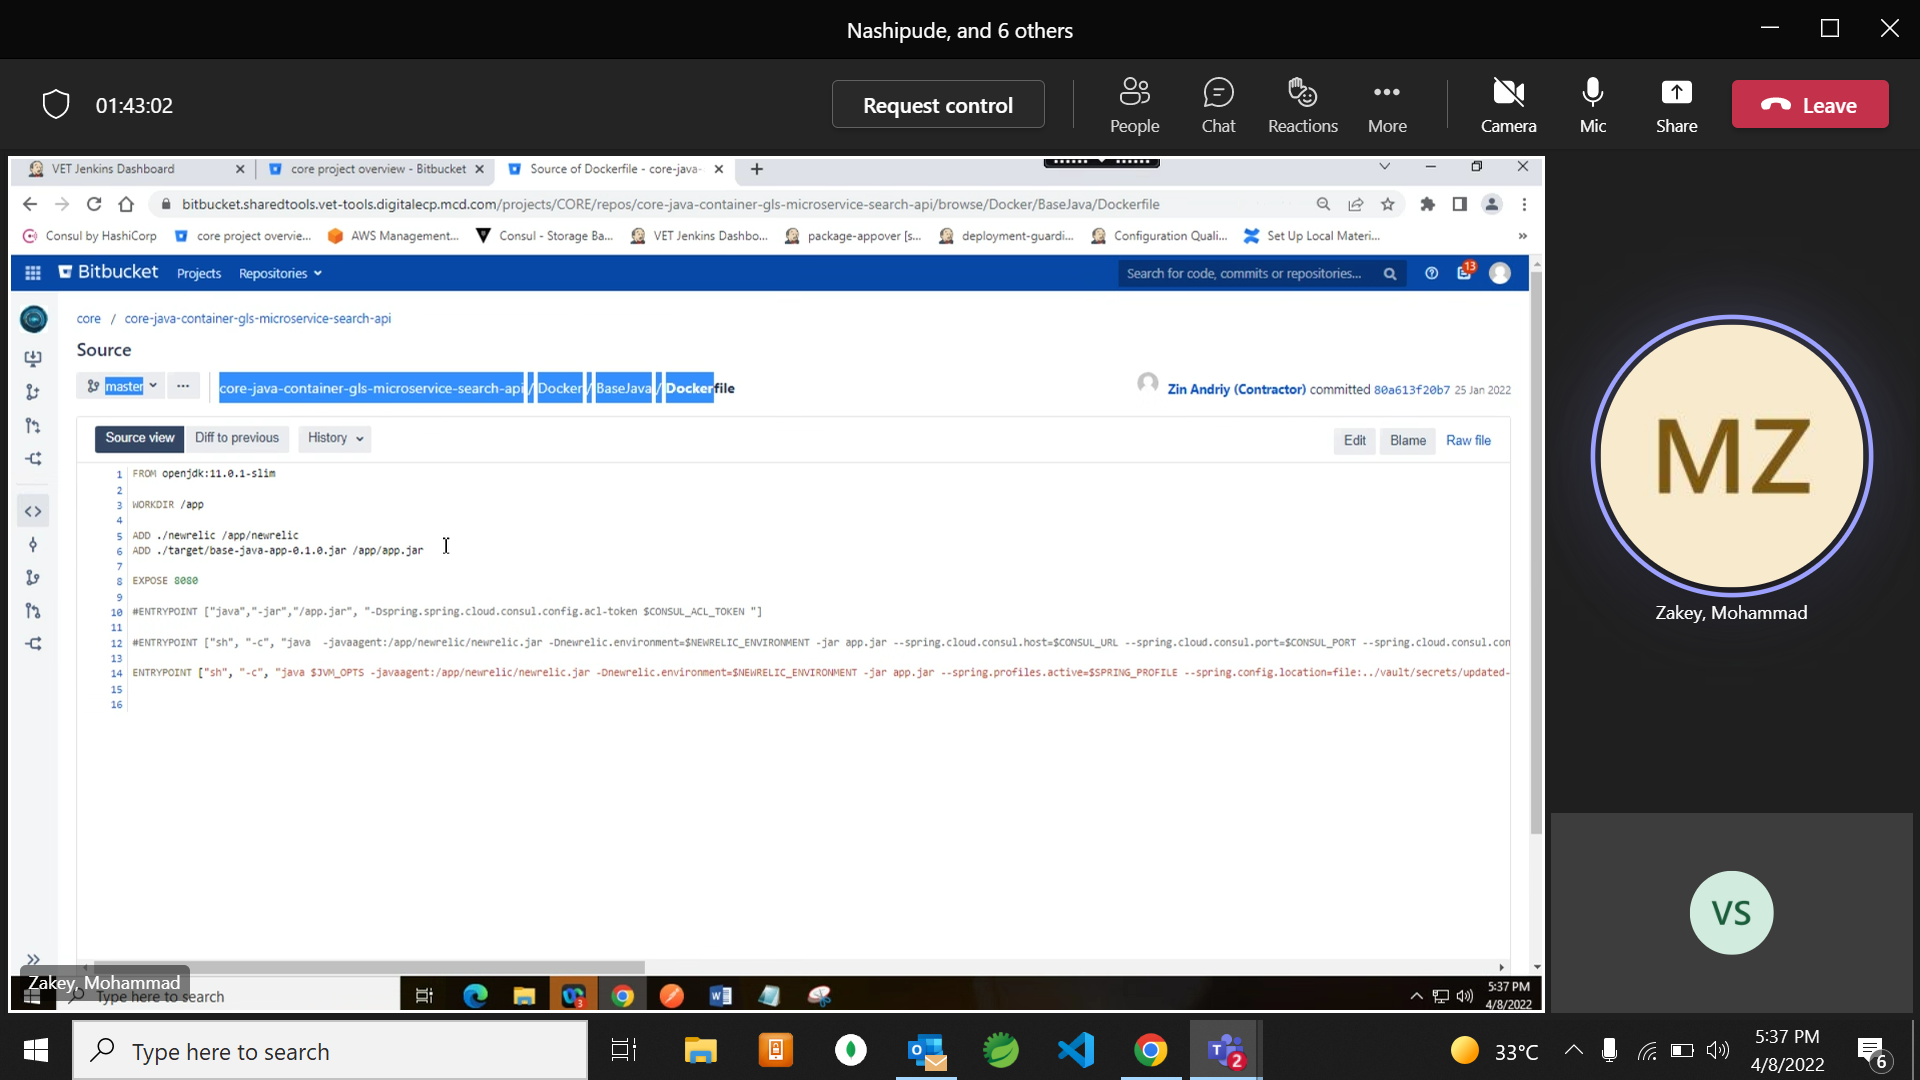 Nashipude, and 6 others
01:43:02
Request control
People
Chat
Reactions
More
Camera
Mic
Share
Leave
VET Jenkins Dashboard
core project overview - Bitbucket
Source of Dockerfile - core-java-
bitbucket.sharedtools.vet-tools.digitalecp.mcd.com/projects/CORE/repos/core-java-container-gls-microservice-search-api/browse/Docker/BaseJava/Dockerfile
Consul by HashiCorp
core project overvie...
AWS Management...
Consul - Storage Ba...
VET Jenkins Dashbo...
package-appover [s...
deployment-guardi...
Configuration Quali...
Set Up Local Materi...
»
Bitbucket
Projects
Repositories
Search for code, commits or repositories...
13
core / core-java-container-gls-microservice-search-api
Source
master
core-java-container-gls-microservice-search-api / Docker / BaseJava / Dockerfile
Zin Andriy (Contractor) committed 80a613f20b7 25 Jan 2022
Source view
Diff to previous
History
Edit
Blame
Raw file
1 FROM openjdk:11.0.1-slim
2
3 WORKDIR /app
4
5 ADD ./newrelic /app/newrelic
6 ADD ./target/base-java-app-0.1.0.jar /app/app.jar
7
8 EXPOSE 8080
9
10 #ENTRYPOINT ["java","-jar","/app.jar", "-Dspring.spring.cloud.consul.config.acl-token $CONSUL_ACL_TOKEN "]
11
12 #ENTRYPOINT ["sh", "-c", "java -javaagent:/app/newrelic/newrelic.jar -Dnewrelic.environment=$NEWRELIC_ENVIRONMENT -jar app.jar --spring.cloud.consul.host=$CONSUL_URL --spring.cloud.consul.port=$CONSUL_PORT --spring.cloud.consul.con
13
14 ENTRYPOINT ["sh", "-c", "java $JVM_OPTS -javaagent:/app/newrelic/newrelic.jar -Dnewrelic.environment=$NEWRELIC_ENVIRONMENT -jar app.jar --spring.profiles.active=$SPRING_PROFILE --spring.config.location=file:../vault/secrets/updated-
15
16
MZ
Zakey, Mohammad
VS
Zakey, Mohammad
Type here to search
3
5:37 PM
4/8/2022
Type here to search
2
33°C
5:37 PM
4/8/2022
6